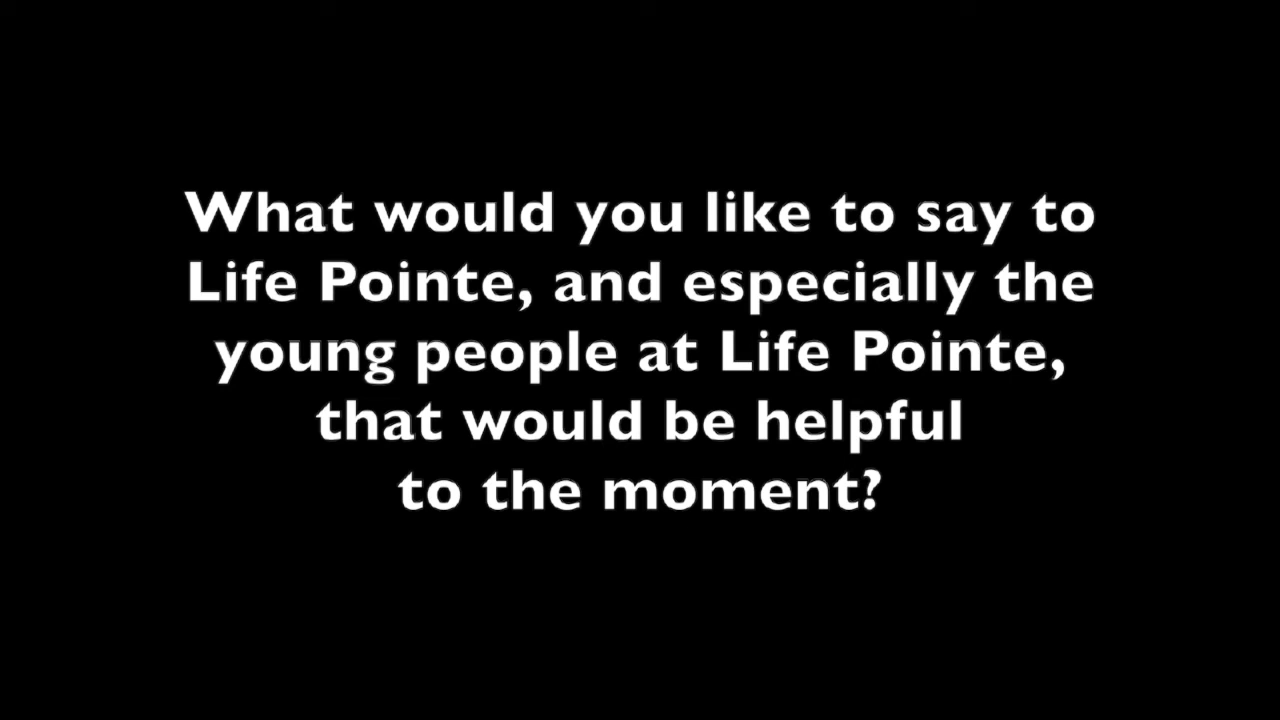 What would you like to say to
Life Pointe, and especially the
young people at Life Pointe,
that would be helpful
to the moment?